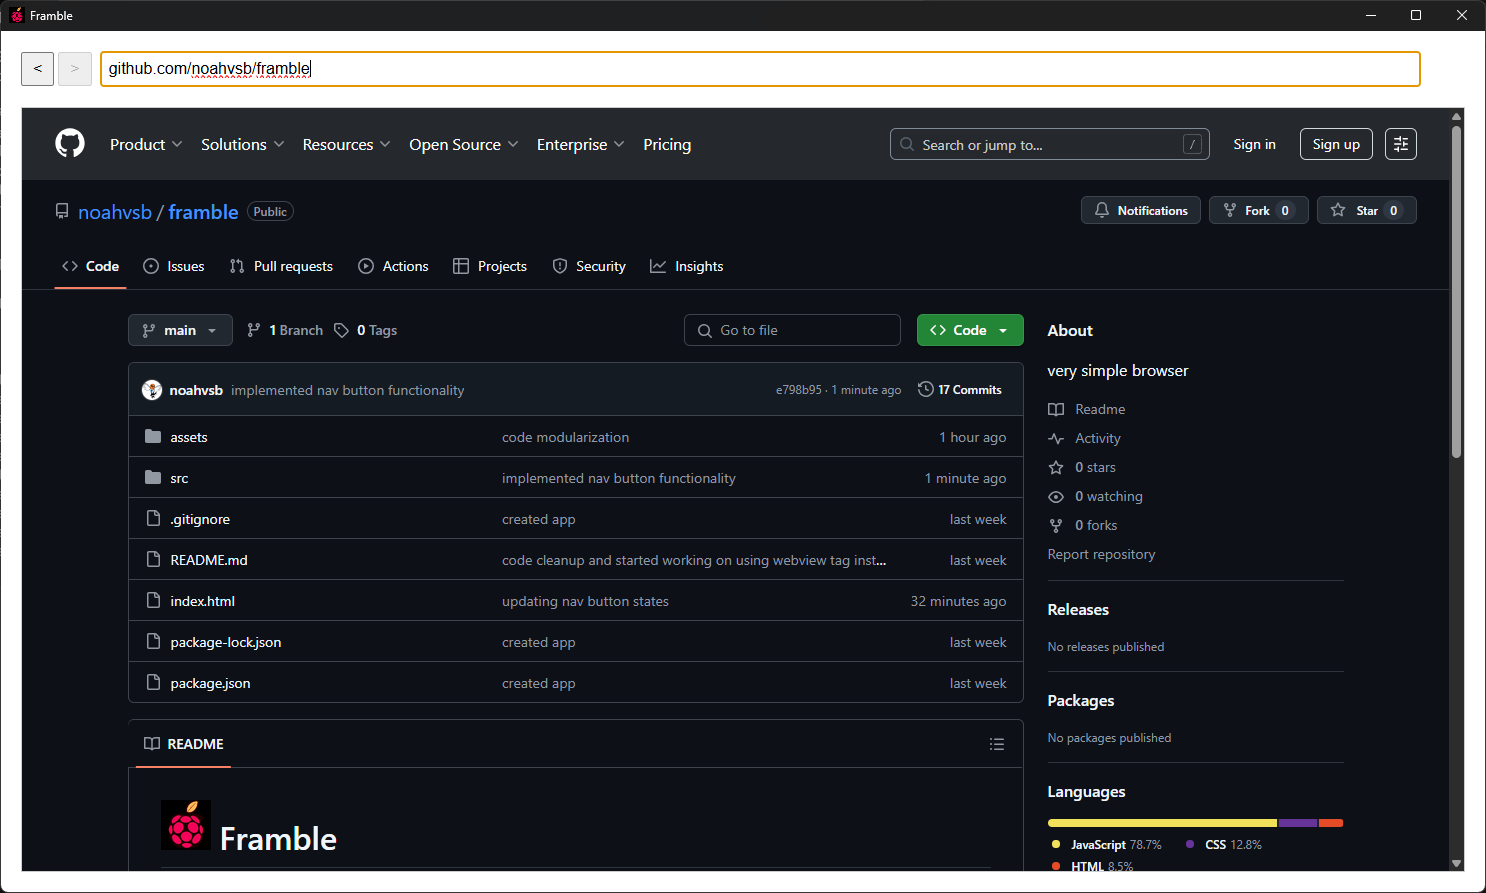 Framble
< > github.com/noahvsb/framble
Product Solutions Resources Open Source Enterprise Pricing Search or jump to... / Sign in Sign up
noahvsb / framble Public Notifications Fork 0 Star 0
Code Issues Pull requests Actions Projects Security Insights
main 1 Branch 0 Tags Go to file Code
noahvsb implemented nav button functionality e798b95 · 1 minute ago 17 Commits
assets code modularization 1 hour ago
src implemented nav button functionality 1 minute ago
.gitignore created app last week
README.md code cleanup and started working on using webview tag inst... last week
index.html updating nav button states 32 minutes ago
package-lock.json created app last week
package.json created app last week
README
Framble
About
very simple browser
Readme
Activity
0 stars
0 watching
0 forks
Report repository
Releases
No releases published
Packages
No packages published
Languages
JavaScript 78.7% CSS 12.8%
HTML 8.5%